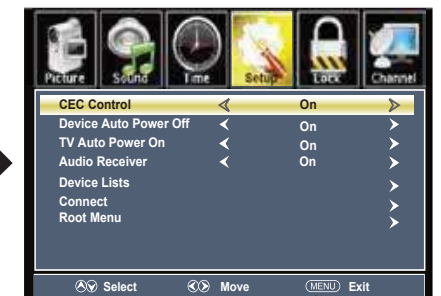 Picture Sound Time Setup Lock Channel
CEC Control On
Device Auto Power Off On
TV Auto Power On On
Audio Receiver On
Device Lists
Connect
Root Menu
Select Move MENU Exit